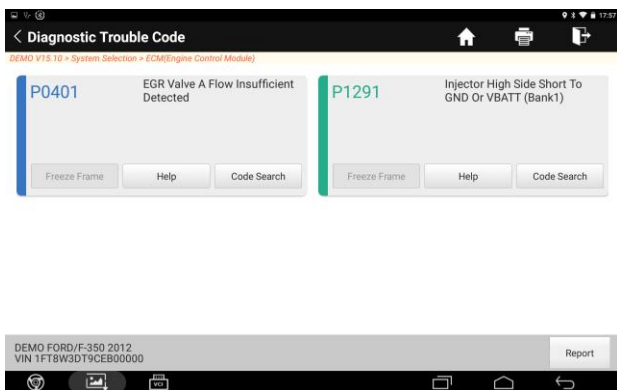 17:57
Diagnostic Trouble Code
DEMO V15.10 > System Selection > ECM(Engine Control Module)
P0401
EGR Valve A Flow Insufficient
Detected
Freeze Frame
Help
Code Search
P1291
Injector High Side Short To
GND Or VBATT (Bank1)
Freeze Frame
Help
Code Search
DEMO FORD/F-350 2012
VIN 1FT8W3DT9CEB00000
Report
VCI